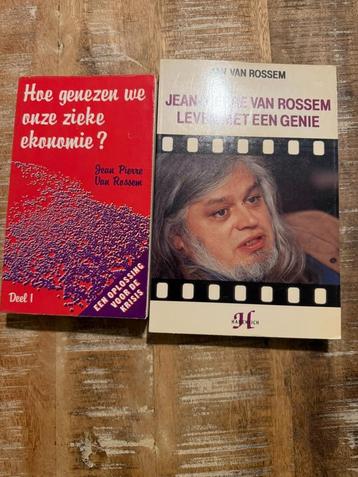 Hoe genezen we
onze zieke
ekonomie?
Jean Pierre
Van Rossem
Deel 1
EEN OPLOSSING
VOOR DE
KRISIS
VAN ROSSEM
JEAN-PIERRE VAN ROSSEM
LEVEN MET EEN GENIE
H